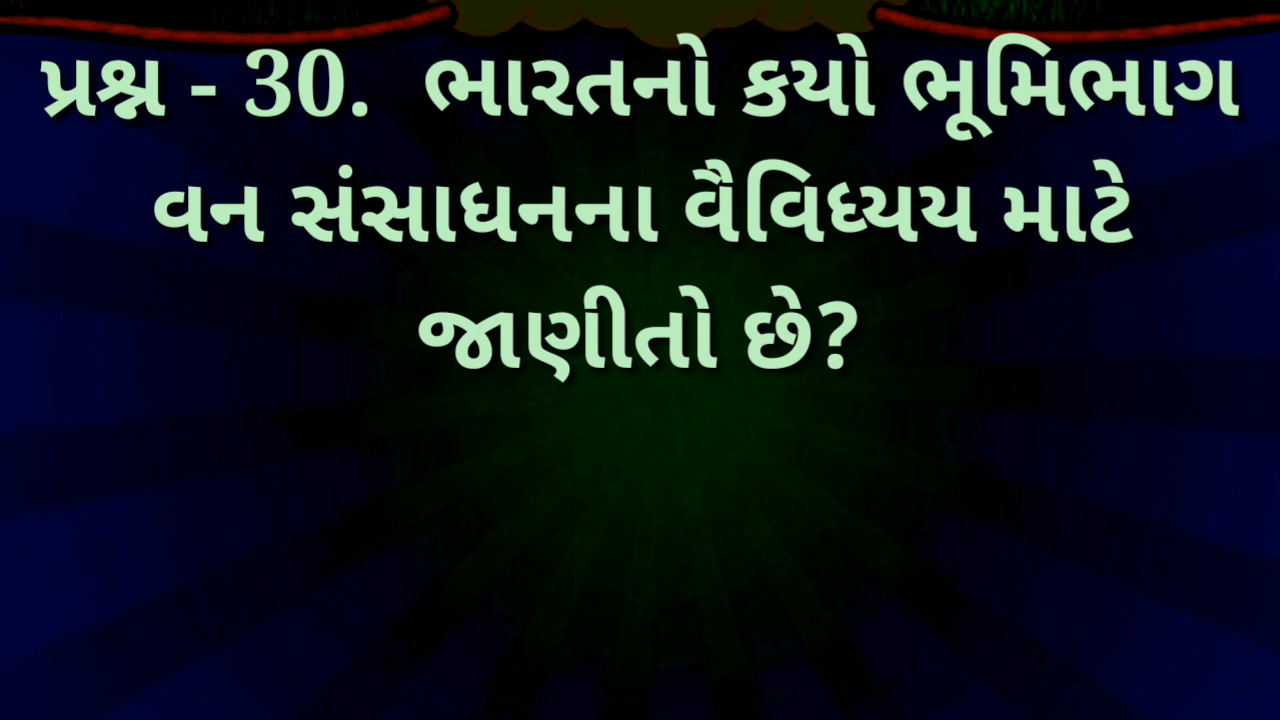 પ્રશ્ન - 30. ભારતનો કયો ભૂમિભાગ
વન સંસાધનના વૈવિધ્યય માટે
જાણીતો છે?